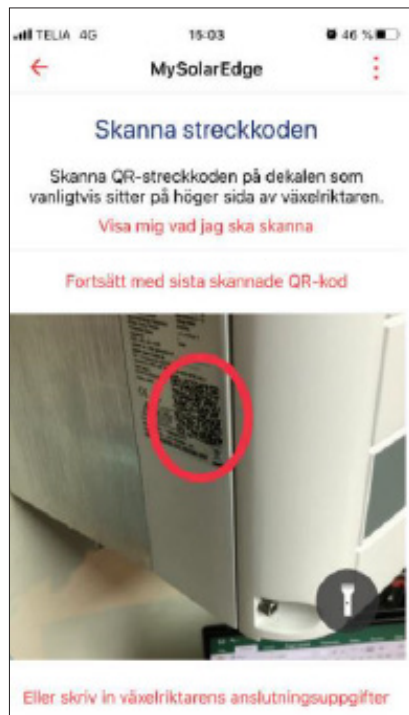 TELIA 4G 15:03 46 %
MySolarEdge
Skanna streckkoden
Skanna QR-streckkoden på dekalen som
vanligtvis sitter på höger sida av växelriktaren.
Visa mig vad jag ska skanna
Fortsätt med sista skannade QR-kod
Eller skriv in växelriktarens anslutningsuppgifter